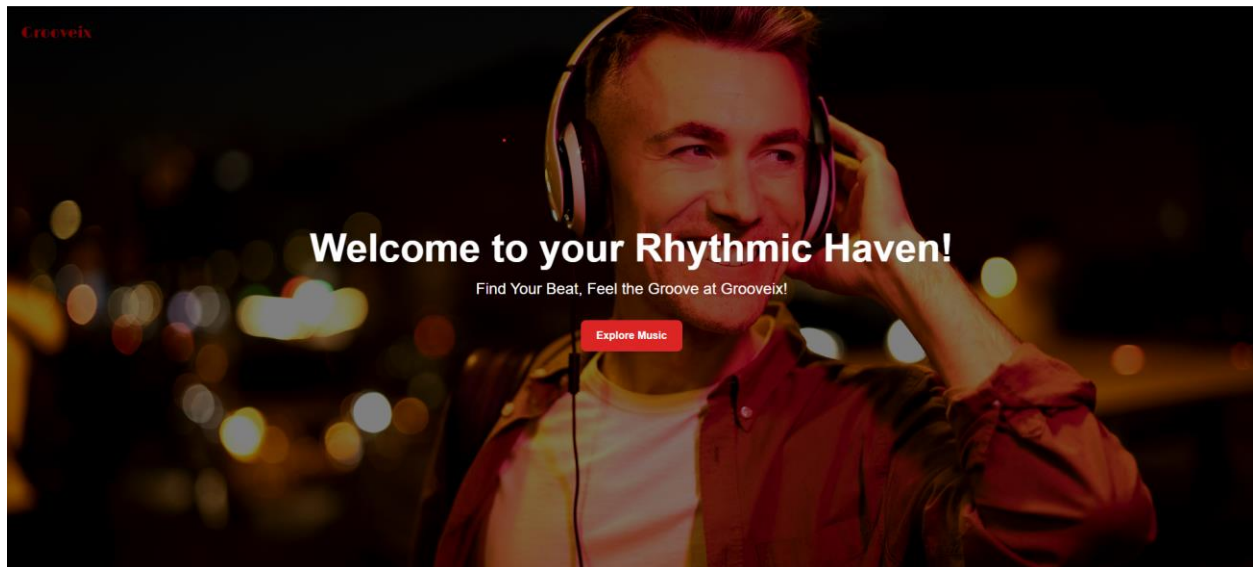 Grooveix
Welcome to your Rhythmic Haven!
Find Your Beat, Feel the Groove at Grooveix!
Explore Music